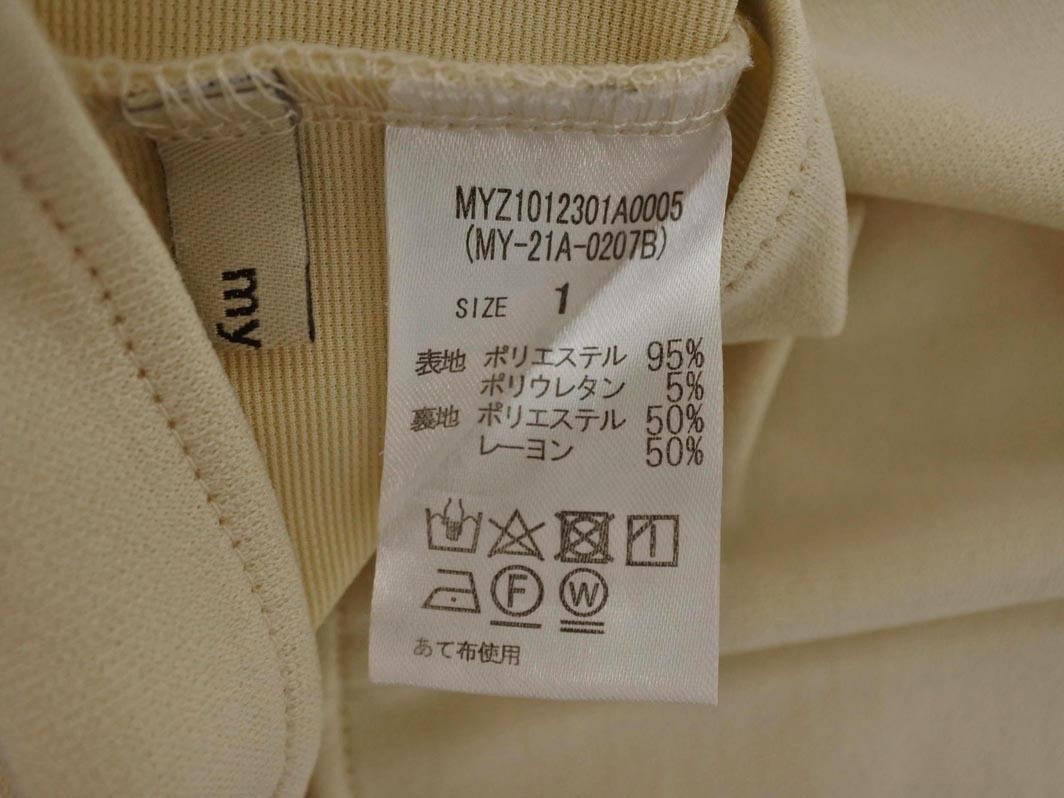 my
MYZ1012301A0005
(MY-21A-0207B)
SIZE 1
表地 ポリエステル 95%
ポリウレタン 5%
裏地 ポリエステル 50%
レーヨン 50%
F W
あて布使用